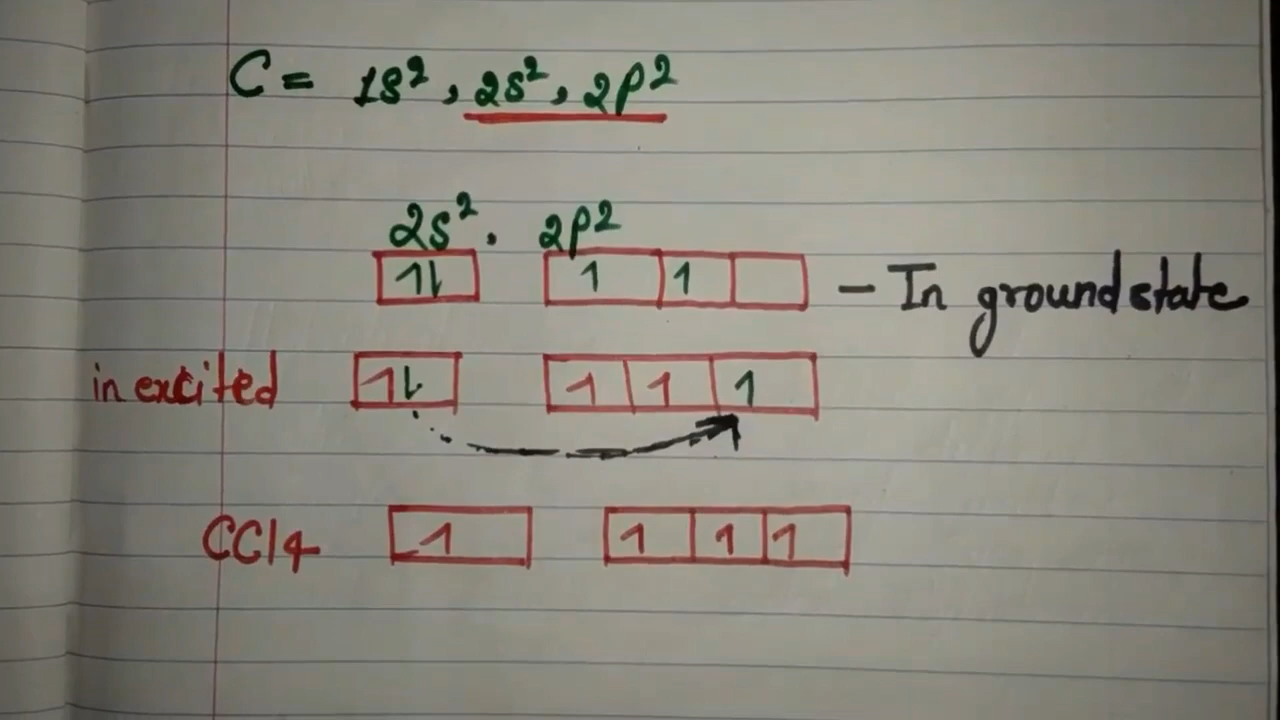 C = 1s², 2s², 2p²
2s². 2p²
1⇂ 1 1 - In ground state
in excited 1⇂ 1 1 1
CCl4 1 1 1 1